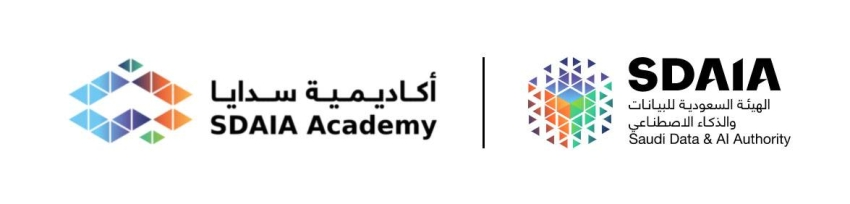 أكاديمية سدايا
SDAIA Academy
SDAIA
الهيئة السعودية للبيانات
والذكاء الاصطناعي
Saudi Data & AI Authority